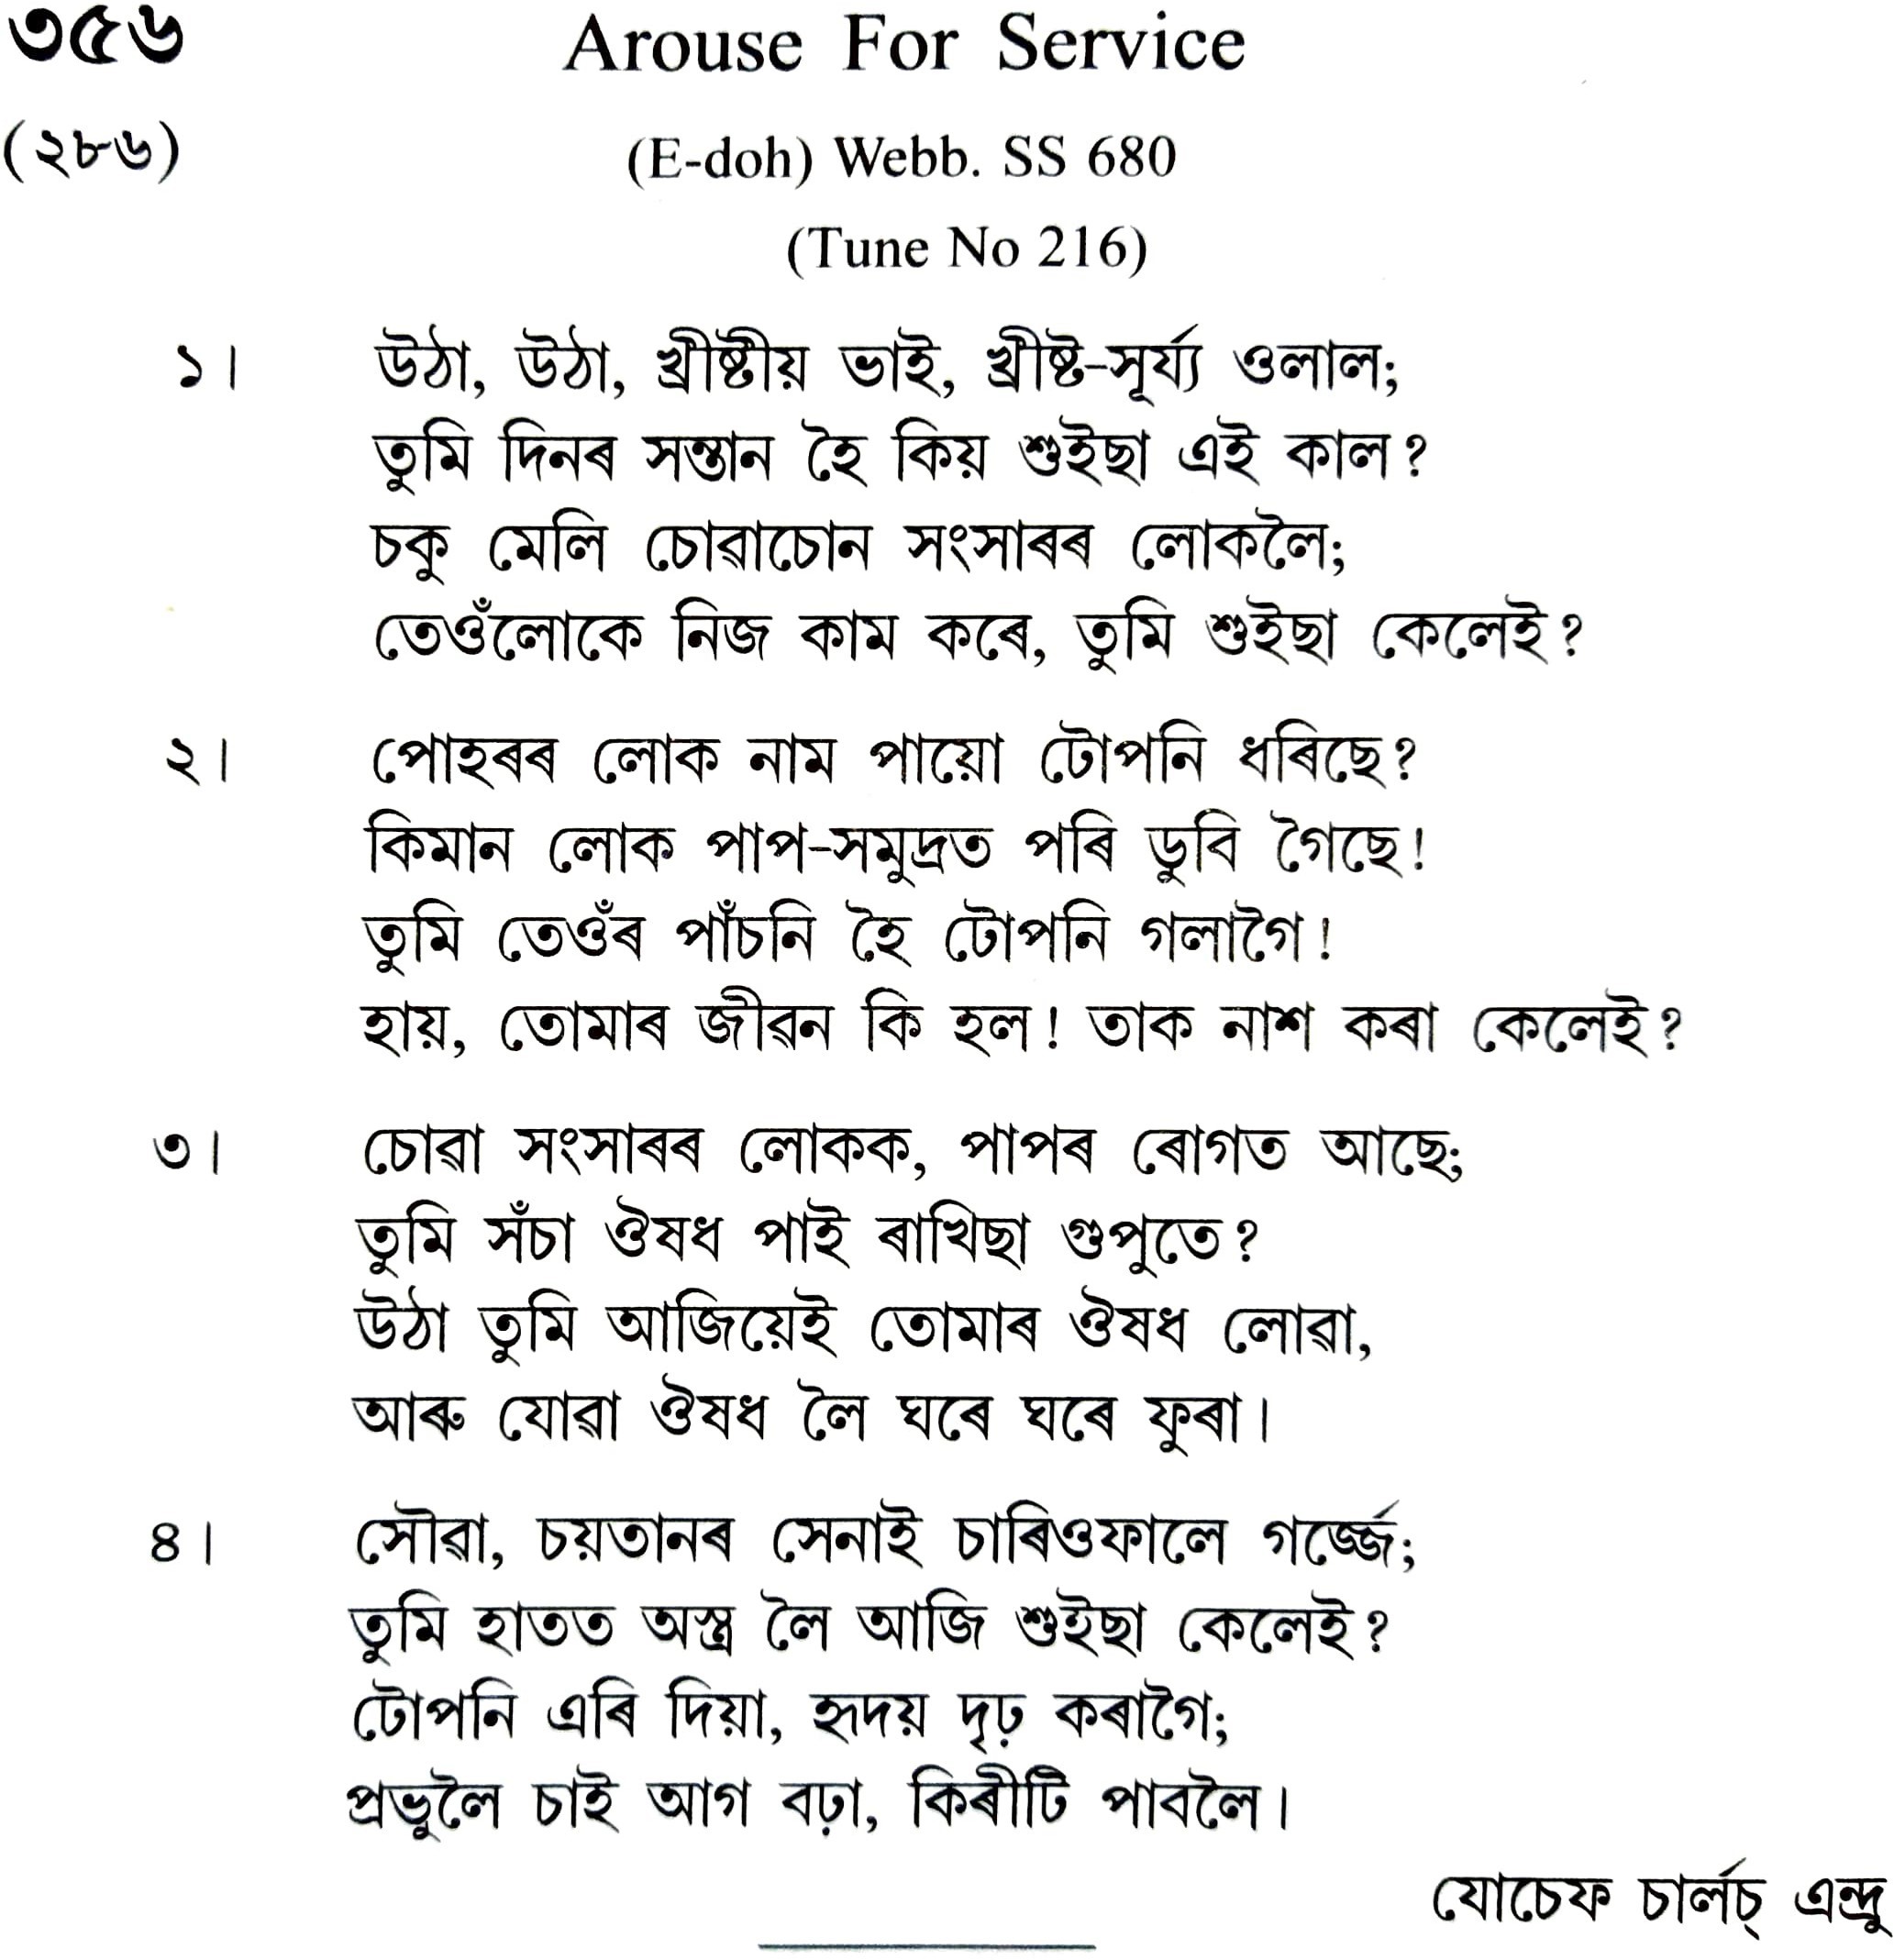 ৩৫৬ Arouse For Service
(২৮৬) (E-doh) Webb. SS 680
(Tune No 216)
১। উঠা, উঠা, খ্ৰীষ্টীয় ভাই, খ্ৰীষ্ট-সূৰ্য্য ওলাল;
তুমি দিনৰ সন্তান হৈ কিয় শুইছা এই কাল?
চকু মেলি চোৱাচোন সংসাৰৰ লোকলৈ;
তেওঁলোকে নিজ কাম কৰে, তুমি শুইছা কেলেই?
২। পোহৰৰ লোক নাম পায়ো টোপনি ধৰিছে?
কিমান লোক পাপ-সমুদ্ৰত পৰি ডুবি গৈছে!
তুমি তেওঁৰ পাঁচনি হৈ টোপনি গলাগৈ!
হায়, তোমাৰ জীৱন কি হল! তাক নাশ কৰা কেলেই?
৩। চোৱা সংসাৰৰ লোকক, পাপৰ ৰোগত আছে;
তুমি সঁচা ঔষধ পাই ৰাখিছা গুপুতে?
উঠা তুমি আজিয়েই তোমাৰ ঔষধ লোৱা,
আৰু যোৱা ঔষধ লৈ ঘৰে ঘৰে ফুৰা।
৪। সৌৱা, চয়তানৰ সেনাই চাৰিওফালে গৰ্জ্জে;
তুমি হাতত অস্ত্ৰ লৈ আজি শুইছা কেলেই?
টোপনি এৰি দিয়া, হৃদয় দৃঢ় কৰাগৈ;
প্ৰভুলৈ চাই আগ বঢ়া, কিৰীটি পাবলৈ।
যোচেফ চাৰ্লচ্ এন্দ্ৰু